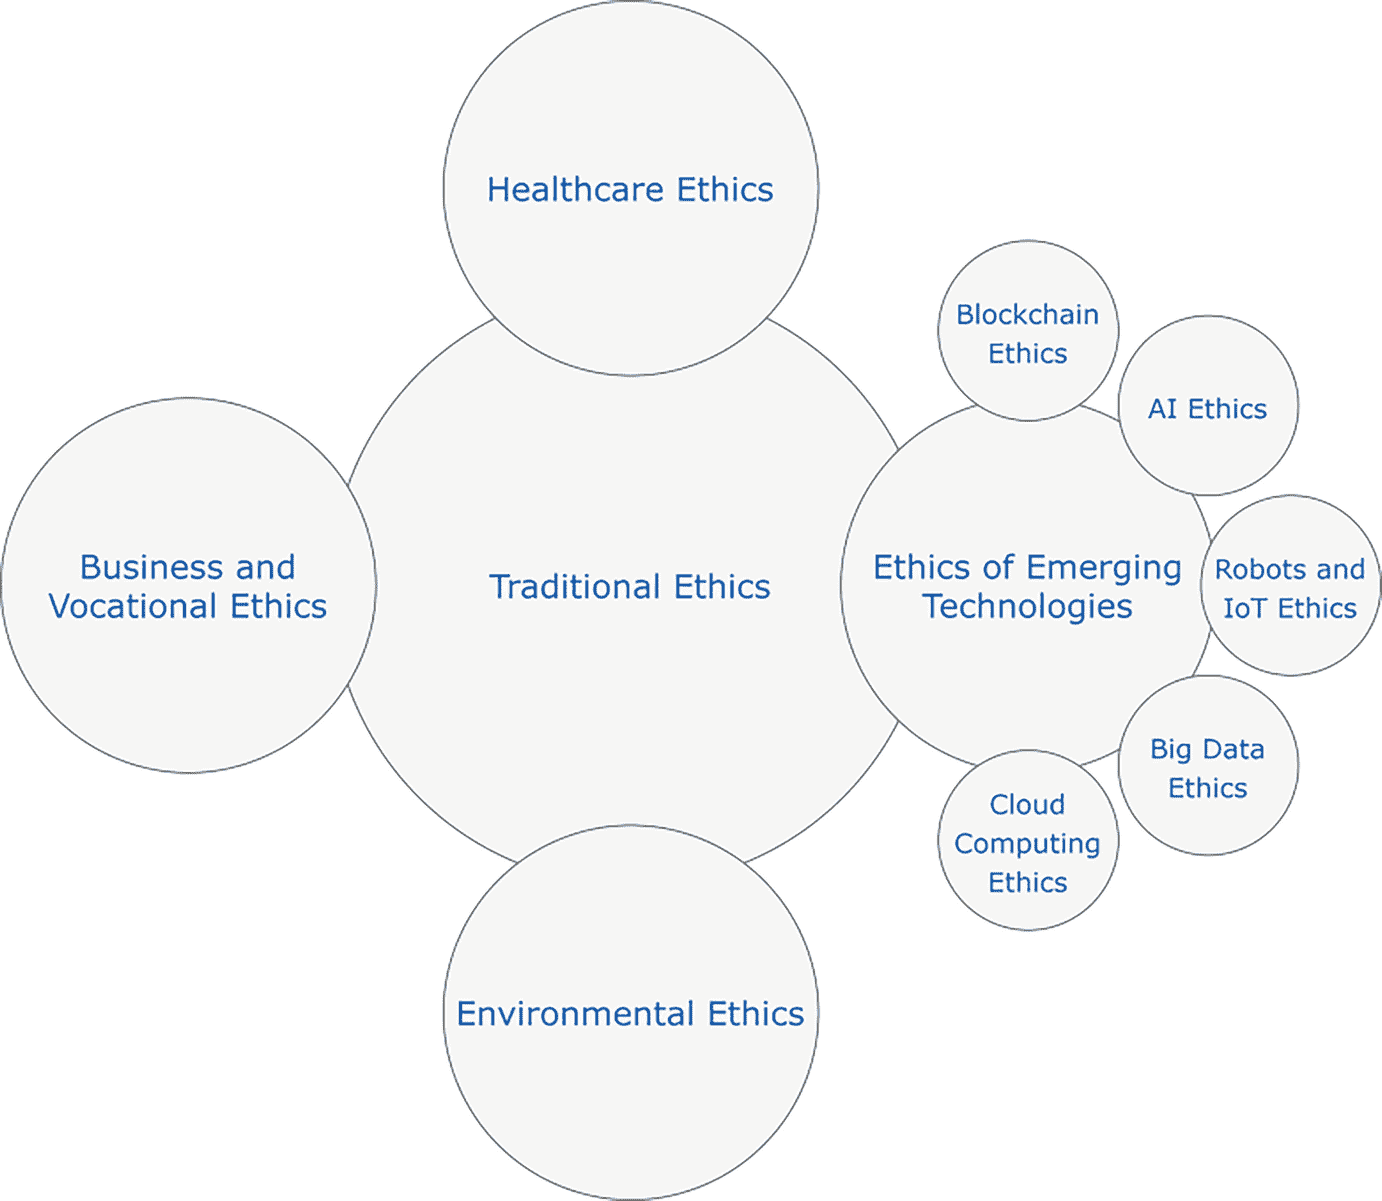 Healthcare Ethics
Blockchain
Ethics
AI Ethics
Business and
Vocational Ethics
Traditional Ethics
Ethics of Emerging
Technologies
Robots and
IoT Ethics
Big Data
Ethics
Cloud
Computing
Ethics
Environmental Ethics